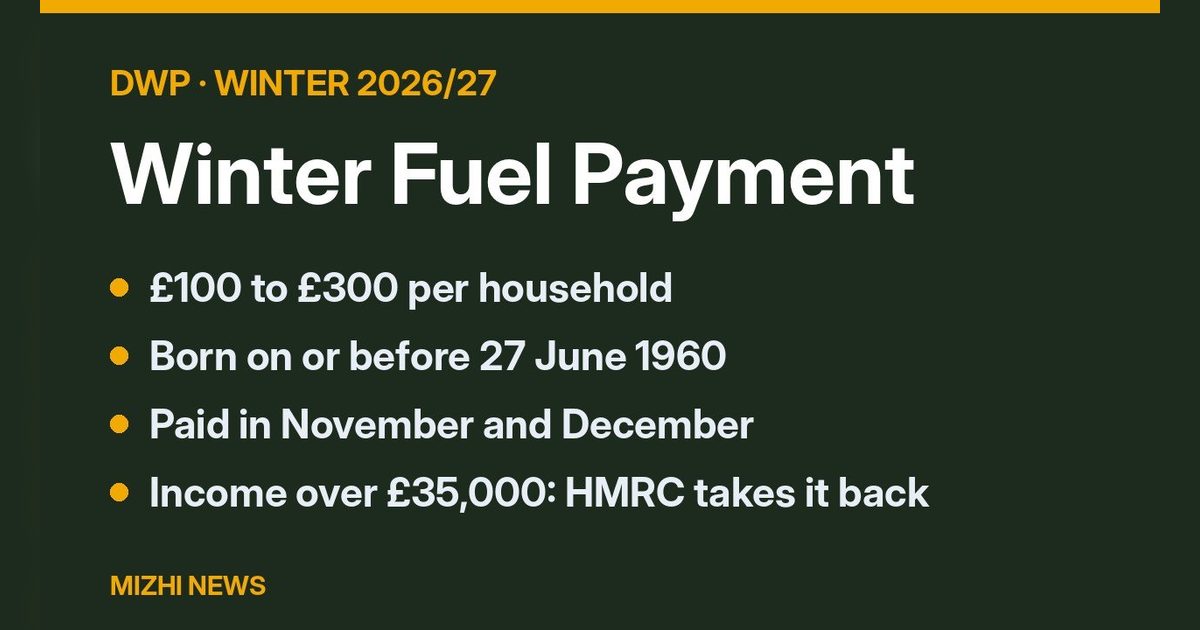 DWP · WINTER 2026/27
Winter Fuel Payment
£100 to £300 per household
Born on or before 27 June 1960
Paid in November and December
Income over £35,000: HMRC takes it back
MIZHI NEWS